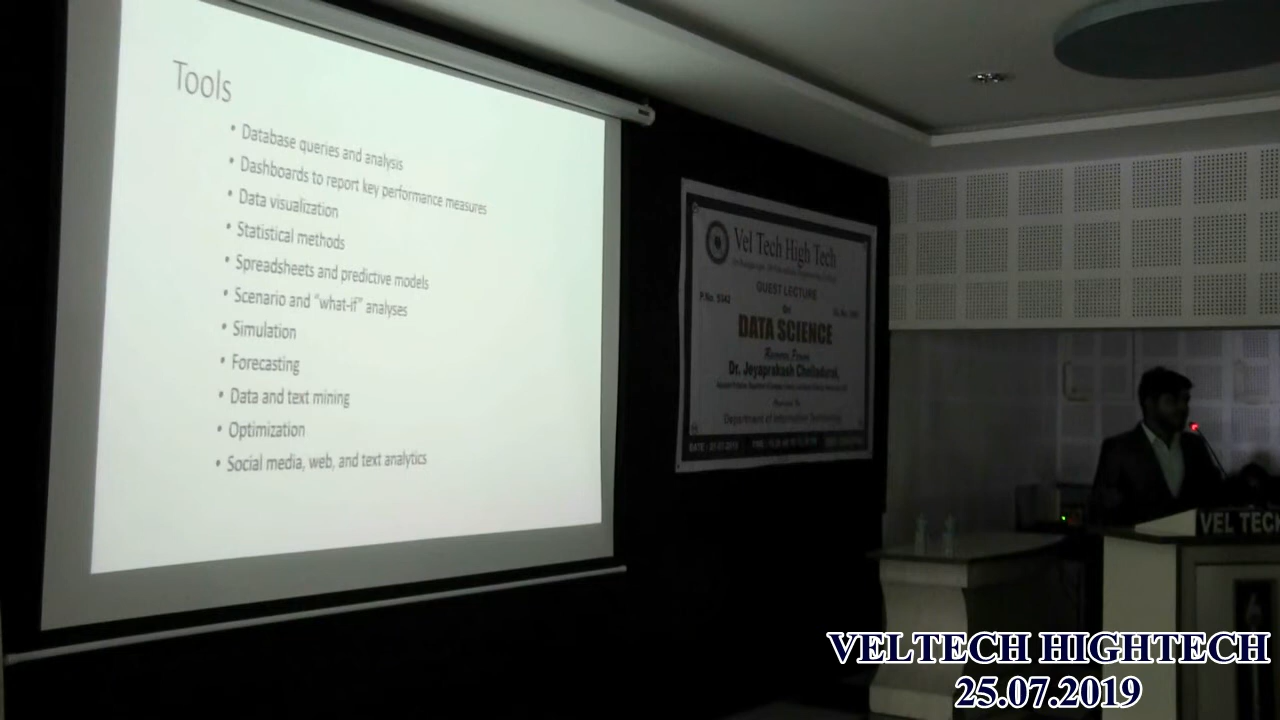 Tools
• Database queries and analysis
• Dashboards to report key performance measures
• Data visualization
• Statistical methods
• Spreadsheets and predictive models
• Scenario and “what-if” analyses
• Simulation
• Forecasting
• Data and text mining
• Optimization
• Social media, web, and text analytics
Vel Tech High Tech
GUEST LECTURE
On
DATA SCIENCE
Dr. Jeyaprakash Chelladurai,
Department of Information Technology
VEL TEC
VELTECH HIGHTECH
25.07.2019